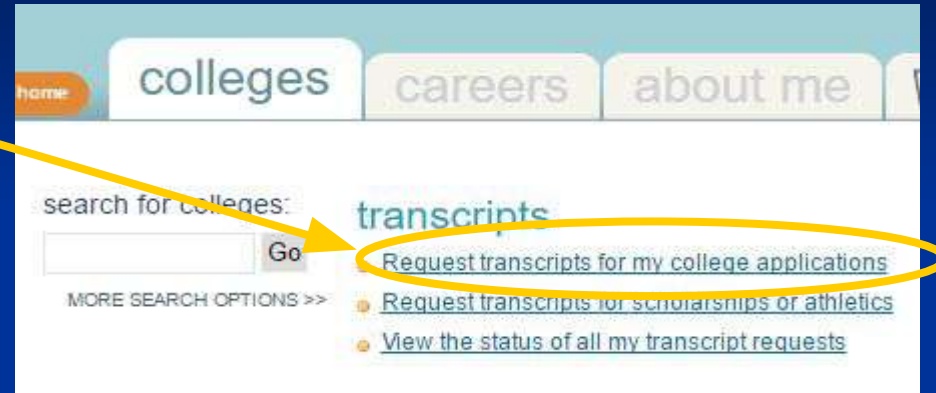 home
colleges
careers
about me
search for colleges:
Go
MORE SEARCH OPTIONS >>
transcripts
Request transcripts for my college applications
Request transcripts for scholarships or athletics
View the status of all my transcript requests